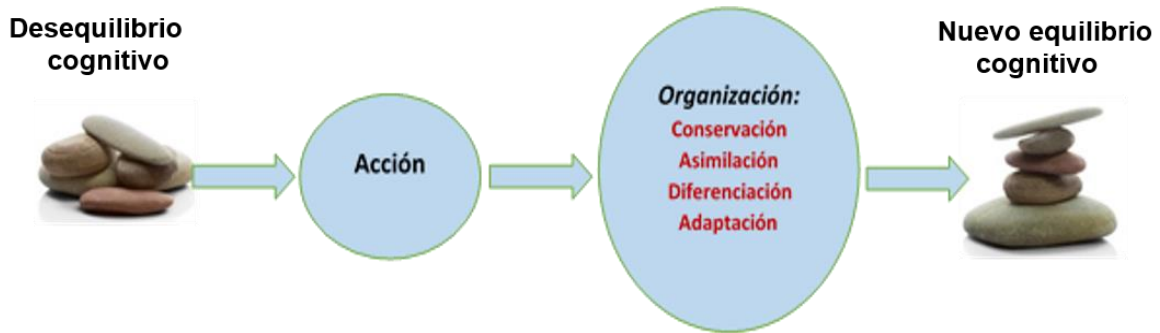 Desequilibrio
cognitivo
Acción
Organización:
Conservación
Asimilación
Diferenciación
Adaptación
Nuevo equilibrio
cognitivo